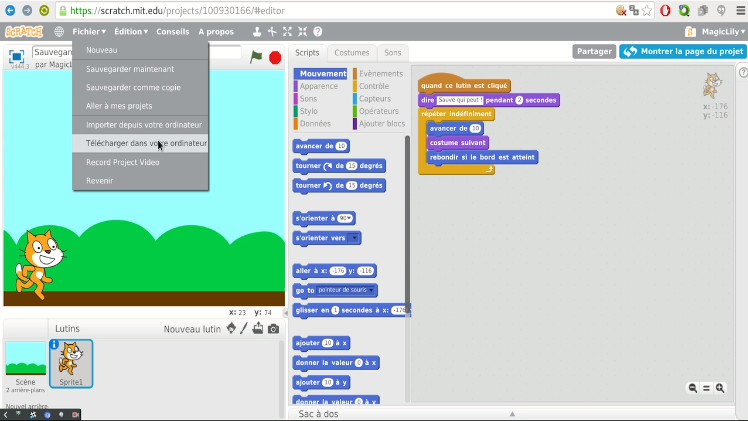 https://scratch.mit.edu/projects/100930166/#editor
SCRATCH Fichier Édition Conseils A propos MagicLily
Sauvegar
par MagicL
Nouveau
Sauvegarder maintenant
Sauvegarder comme copie
Aller à mes projets
Importer depuis votre ordinateur
Télécharger dans votre ordinateur
Record Project Video
Revenir
Scripts Costumes Sons
Partager Montrer la page du projet
Mouvement Evènements
Apparence Contrôle
Sons Capteurs
Stylo Opérateurs
Données Ajouter blocs
avancer de 10
tourner 15 degrés
tourner 15 degrés
s'orienter à 90
s'orienter vers
aller à x: -176 y: -116
go to pointeur de souris
glisser en 1 secondes à x: -176
ajouter 10 à x
donner la valeur 0 à x
ajouter 10 à y
donner la valeur 0 à y
quand ce lutin est cliqué
dire Sauve qui peut ! pendant 2 secondes
répéter indéfiniment
avancer de 10
costume suivant
rebondir si le bord est atteint
x: -176
y: -116
x: 23 y: 74
Lutins Nouveau lutin
Scène
2 arrière-plans
Sprite1
Nouvel arrière-
Sac à dos